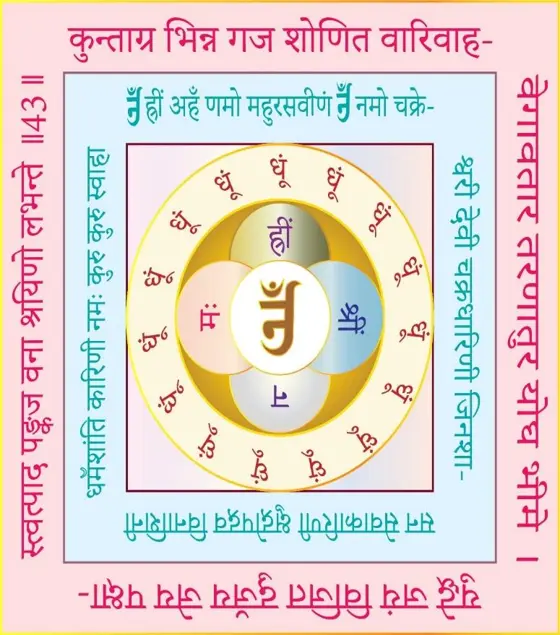 कुन्ताग्र भिन्न गज शोणित वारिवाह-
वेगावतार तरणातुर योध भीमे ।
युद्धे जयं विजित दुर्जय जेय पक्षा-
स्त्वत्पाद पङ्कज वना श्रयिणो लभन्ते ॥43॥
ॐ ह्रीं अर्हँ णमो महुरसवीणं ॐ नमो चक्रे-
श्वरी देवी चक्रधारिणी जिनशा-
सन सेवाकारिणी क्षुद्रोपद्रव विनाशिनी
धर्मशांति कारिणी नमः कुरु कुरु स्वाहा
धूं धूं धूं धूं धूं धूं धूं धूं धूं धूं धूं धूं धूं धूं धूं
ह्रीं
श्रीं
न
मः
ॐ